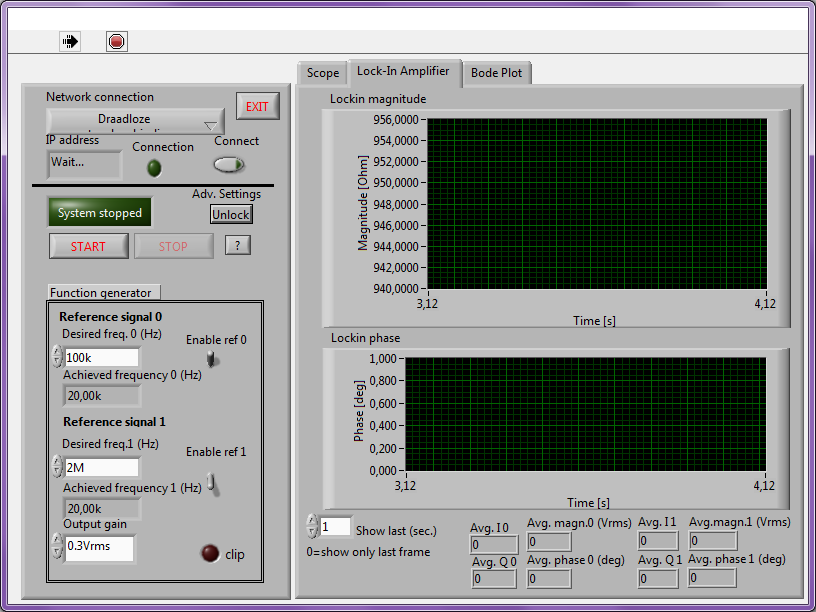 Scope
Lock-In Amplifier
Bode Plot
Network connection
EXIT
Draadloze
IP address
Connection
Connect
Wait...
Adv. Settings
System stopped
Unlock
START
STOP
?
Function generator
Reference signal 0
Desired freq. 0 (Hz)
Enable ref 0
100k
Achieved frequency 0 (Hz)
20,00k
Reference signal 1
Desired freq.1 (Hz)
Enable ref 1
2M
Achieved frequency 1 (Hz)
20,00k
Output gain
0.3Vrms
clip
Lockin magnitude
Magnitude [Ohm]
956,0000
954,0000
952,0000
950,0000
948,0000
946,0000
944,0000
942,0000
940,0000
3,12
4,12
Time [s]
Lockin phase
Phase [deg]
1,000
0,800
0,600
0,400
0,200
0,000
3,12
4,12
Time [s]
1
Show last (sec.)
0=show only last frame
Avg. I 0
Avg. magn.0 (Vrms)
Avg. I 1
Avg.magn.1 (Vrms)
0
0
0
0
Avg. Q 0
Avg. phase 0 (deg)
Avg. Q 1
Avg. phase 1 (deg)
0
0
0
0